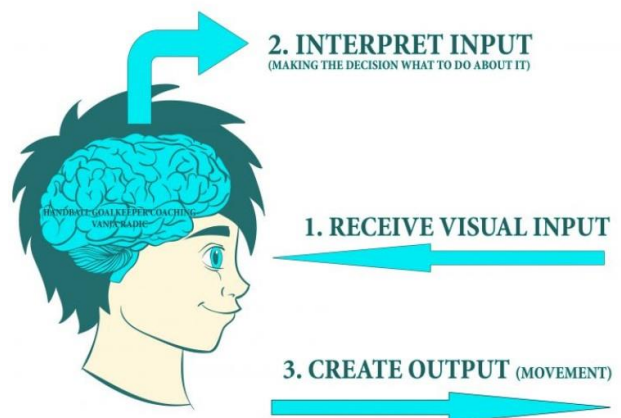 2. INTERPRET INPUT
(MAKING THE DECISION WHAT TO DO ABOUT IT)
HANDBALL GOALKEEPER COACHING
VANJA RADIC
1. RECEIVE VISUAL INPUT
3. CREATE OUTPUT (MOVEMENT)